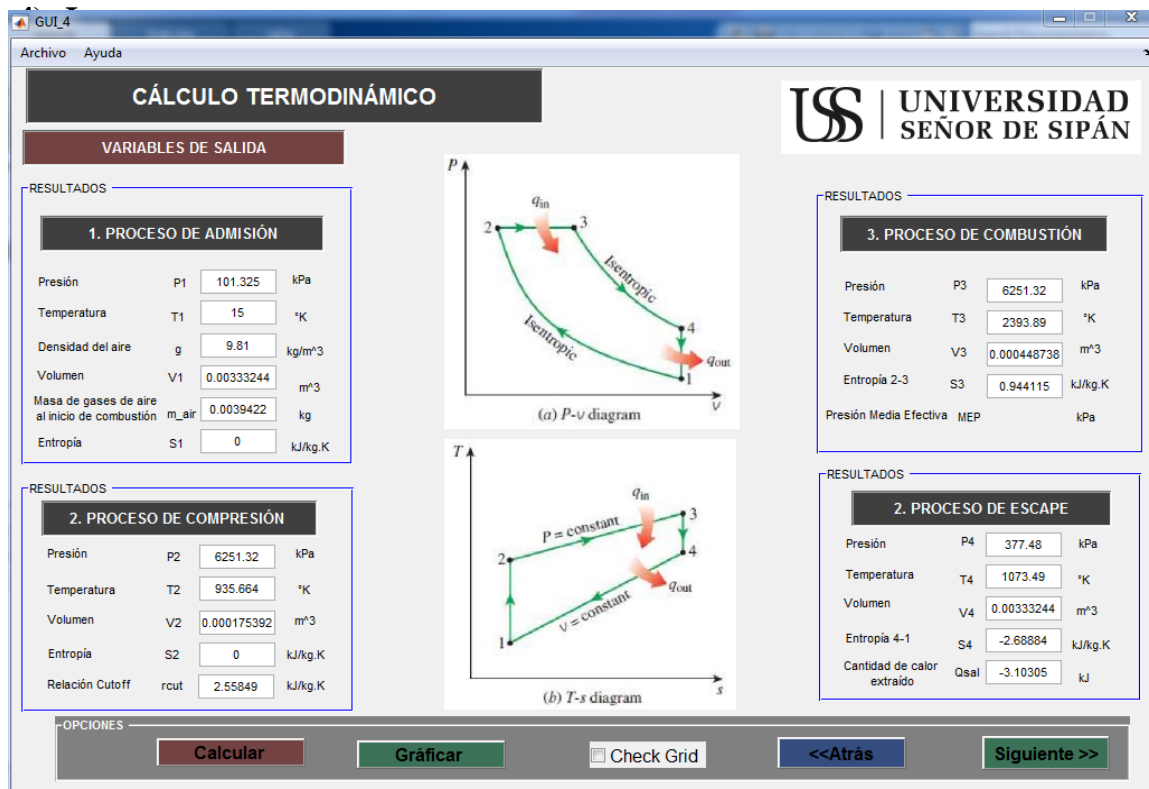 GUI_4
Archivo Ayuda
CÁLCULO TERMODINÁMICO
USS | UNIVERSIDAD
SEÑOR DE SIPÁN
VARIABLES DE SALIDA
RESULTADOS
1. PROCESO DE ADMISIÓN
Presión P1 101.325 kPa
Temperatura T1 15 °K
Densidad del aire g 9.81 kg/m^3
Volumen V1 0.00333244 m^3
Masa de gases de aire
al inicio de combustión m_air 0.0039422 kg
Entropía S1 0 kJ/kg.K
RESULTADOS
2. PROCESO DE COMPRESIÓN
Presión P2 6251.32 kPa
Temperatura T2 935.664 °K
Volumen V2 0.000175392 m^3
Entropía S2 0 kJ/kg.K
Relación Cutoff rcut 2.55849 kJ/kg.K
P
q in
2 3
Isentropic
Isentropic
4
q out
1
v
(a) P-v diagram
T
q in
3
P = constant
2
4
q out
v = constant
1
s
(b) T-s diagram
RESULTADOS
3. PROCESO DE COMBUSTIÓN
Presión P3 6251.32 kPa
Temperatura T3 2393.89 °K
Volumen V3 0.000448738 m^3
Entropía 2-3 S3 0.944115 kJ/kg.K
Presión Media Efectiva MEP kPa
RESULTADOS
2. PROCESO DE ESCAPE
Presión P4 377.48 kPa
Temperatura T4 1073.49 °K
Volumen V4 0.00333244 m^3
Entropía 4-1 S4 -2.68884 kJ/kg.K
Cantidad de calor
extraído Qsal -3.10305 kJ
OPCIONES
Calcular Gráficar Check Grid <<Atrás Siguiente >>